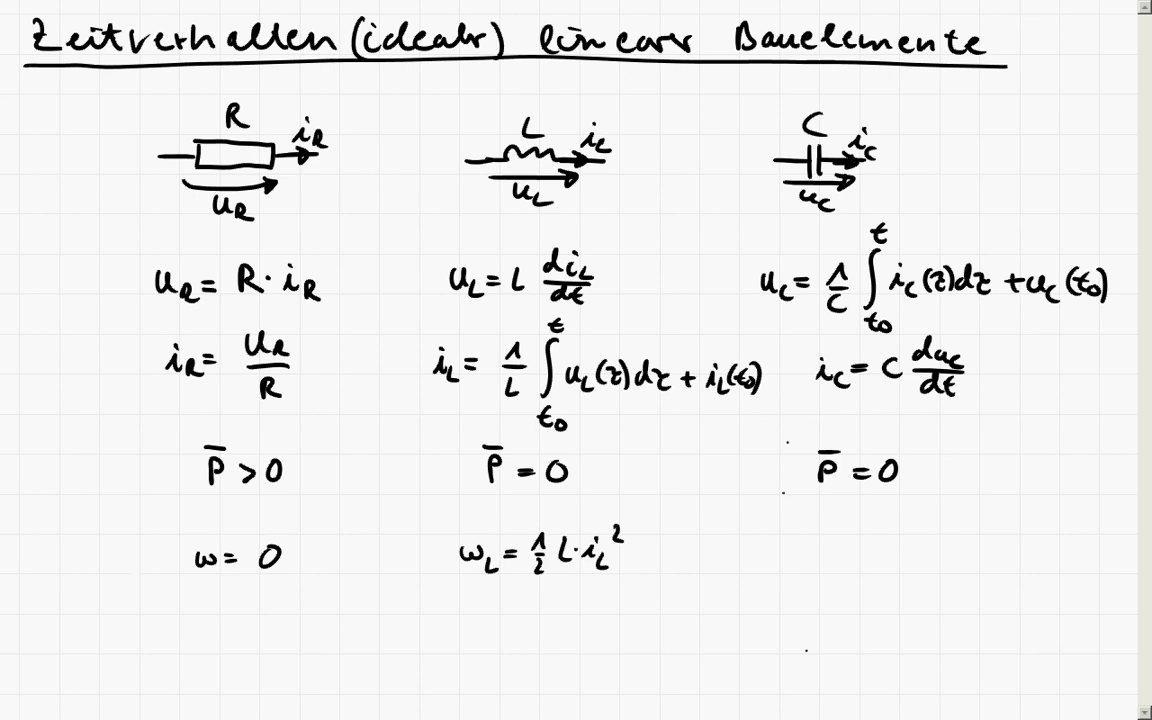 Zeitverhalten (idealer) linearer Bauelemente
R i_R L i_L C i_C
u_R u_L u_C
u_R = R · i_R u_L = L di_L/dt u_C = 1/C ∫_{t0}^{t} i_C(τ)dτ + u_C(t0)
i_R = u_R/R i_L = 1/L ∫_{t0}^{t} u_L(τ)dτ + i_L(t0) i_C = C du_C/dt
P̅ > 0 P̅ = 0 P̅ = 0
w = 0 w_L = 1/2 L · i_L²